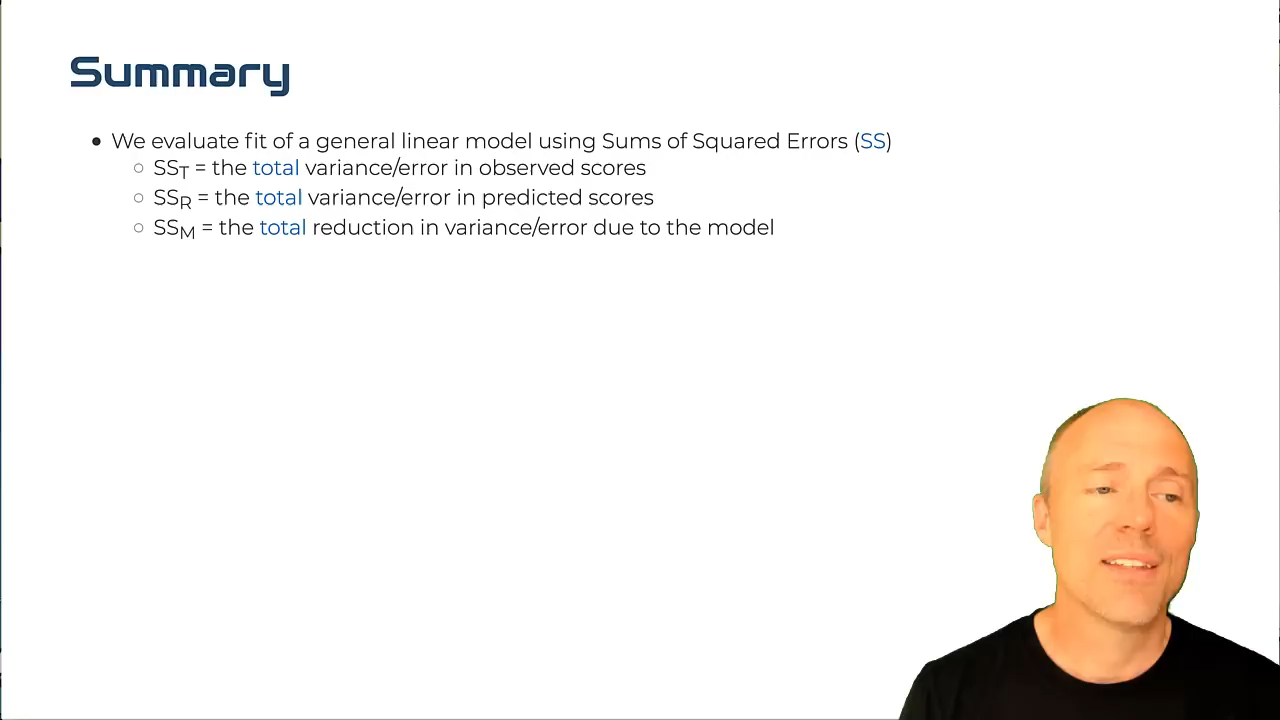 Summary
• We evaluate fit of a general linear model using Sums of Squared Errors (SS)
○ SST = the total variance/error in observed scores
○ SSR = the total variance/error in predicted scores
○ SSM = the total reduction in variance/error due to the model